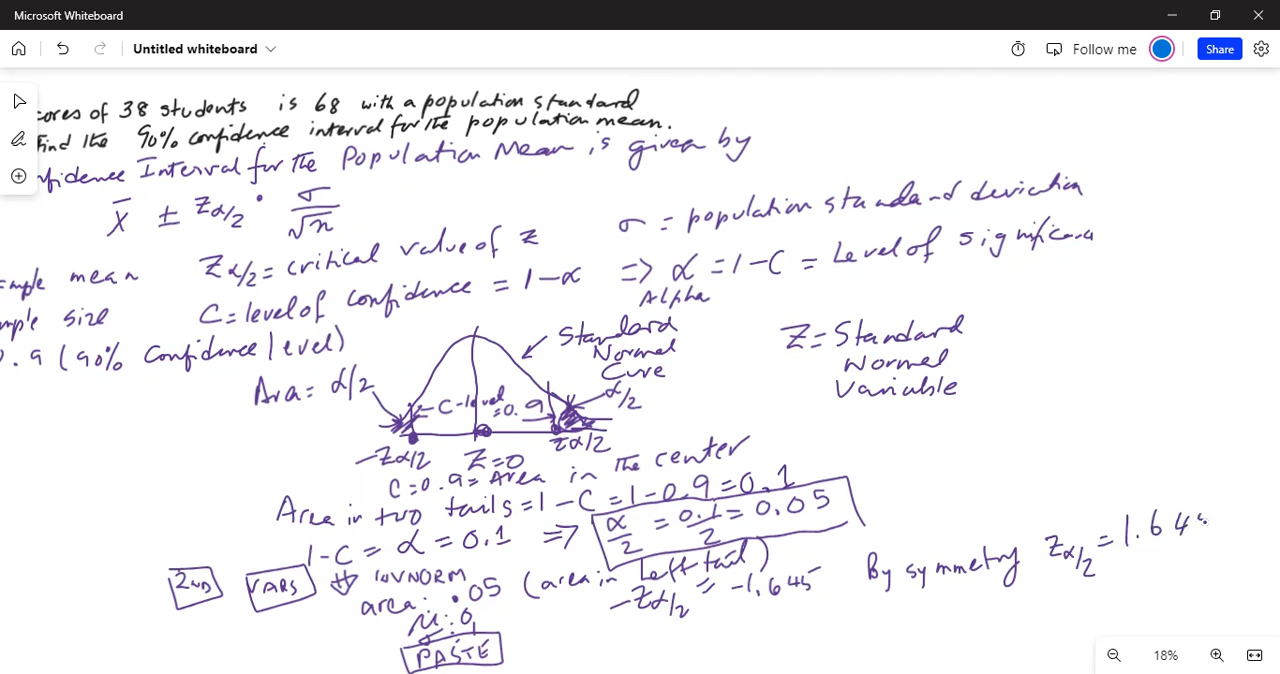 Microsoft Whiteboard
Untitled whiteboard
Follow me
Share
cores of 38 students is 68 with a population standard
Find the 90% confidence interval for the population mean.
nfidence Interval for the Population Mean is given by
X̄ ± Zα/2 · σ/√n
σ = population standard deviation
ample mean
Zα/2 = critical value of Z
mple size
C = level of confidence = 1-α => α = 1-C = Level of significan
Alpha
0.9 (90% Confidence level)
Standard
Normal
Curve
Z = Standard
Normal
Variable
Area = α/2
C-level
=0.9
α/2
-Zα/2 Z=0 Zα/2
C=0.9=Area in the center
Area in two tails = 1-C = 1-0.9=0.1
1-C = α = 0.1 => α/2 = 0.1/2 = 0.05
2ND VARS INVNORM
area: .05 (area in Left tail)
-Zα/2 = -1.645
By symmetry Zα/2 = 1.645
μ: 0
PASTE
18%